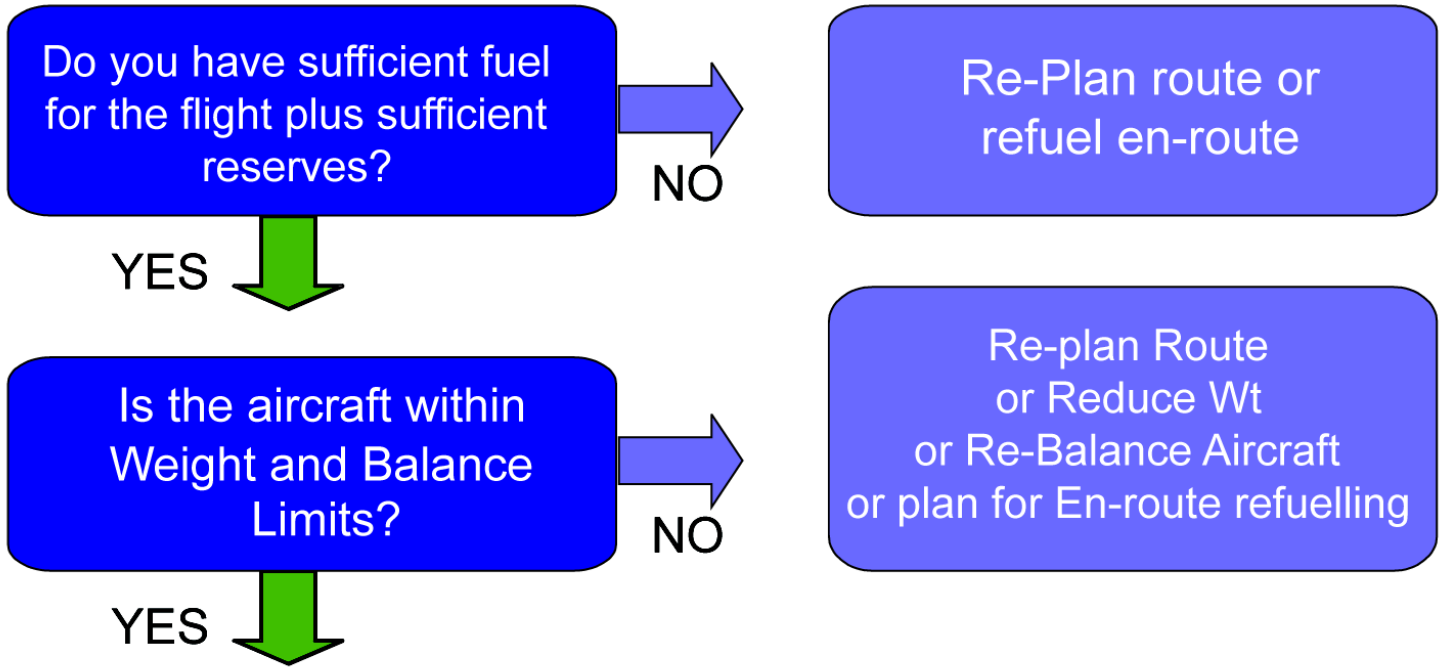 Do you have sufficient fuel
for the flight plus sufficient
reserves?
NO
Re-Plan route or
refuel en-route
YES
Is the aircraft within
Weight and Balance
Limits?
NO
Re-plan Route
or Reduce Wt
or Re-Balance Aircraft
or plan for En-route refuelling
YES